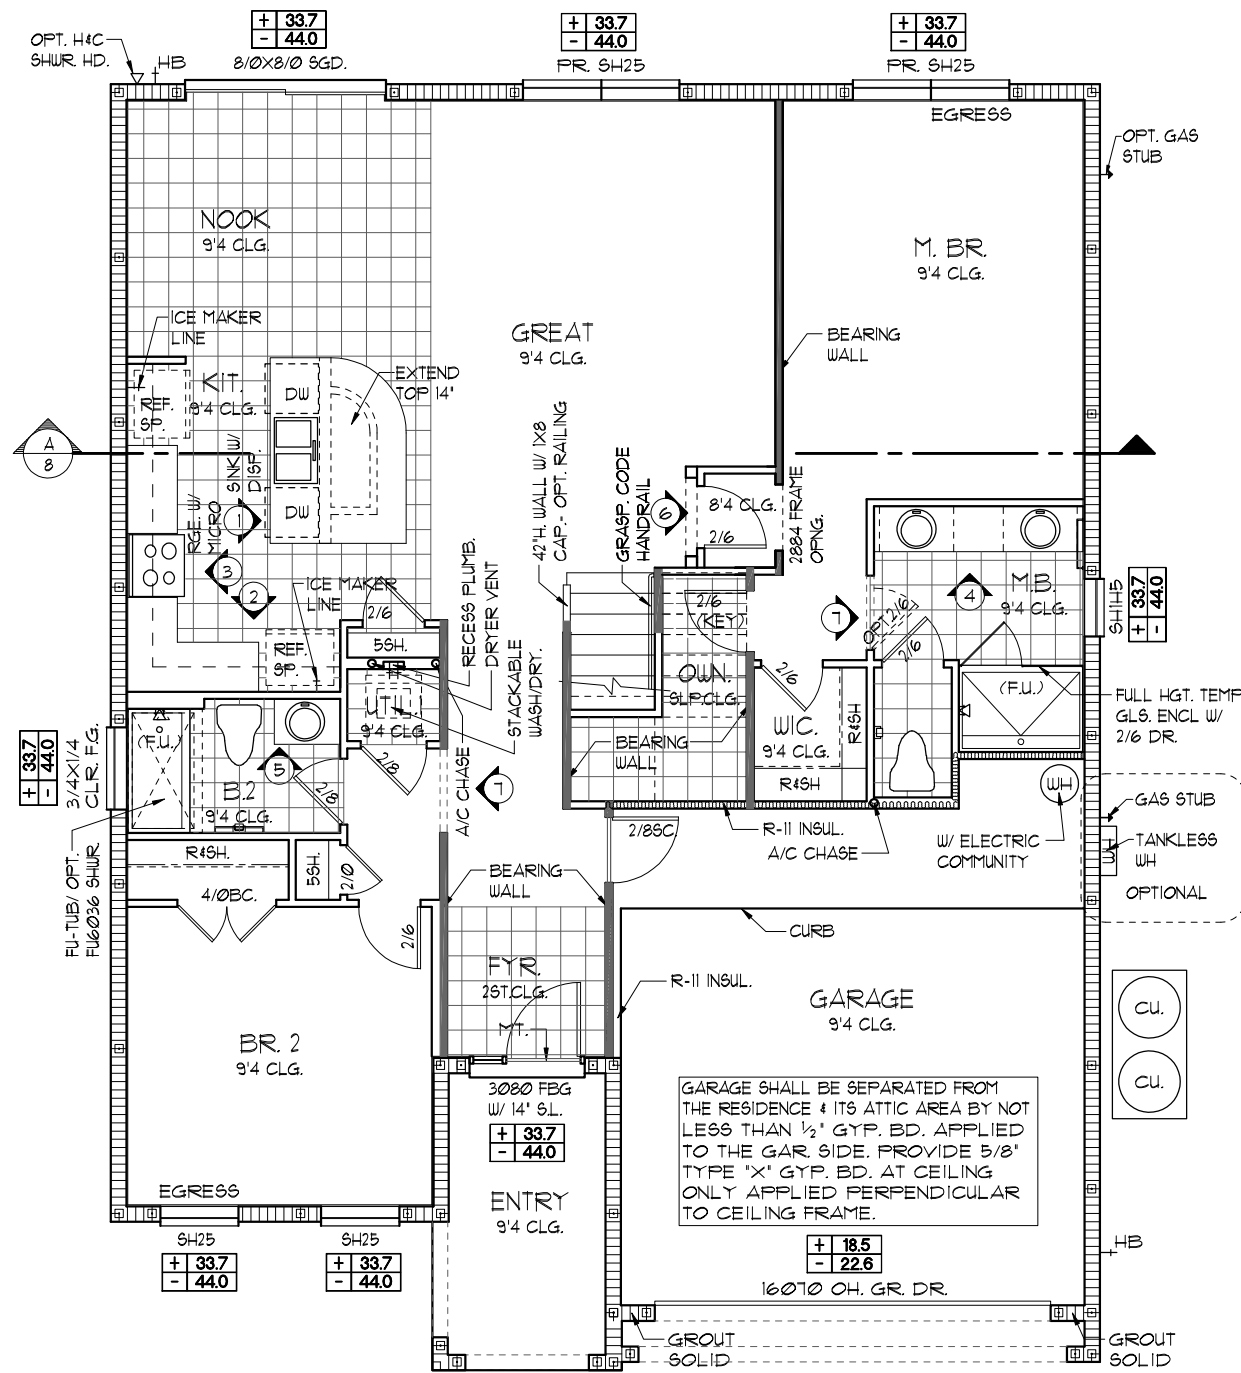 + 33.7
- 44.0
8/0X8/0 SGD.
+ 33.7
- 44.0
PR. SH25
+ 33.7
- 44.0
PR. SH25
OPT. H&C
SHWR. HD.
HB
EGRESS
OPT. GAS
STUB
NOOK
9'4 CLG.
M. BR.
9'4 CLG.
ICE MAKER
LINE
GREAT
9'4 CLG.
BEARING
WALL
KIT.
9'4 CLG.
REF.
SP.
DW
EXTEND
TOP 14"
A
8
SINK W/
DISP.
DW
RGE. W/
MICRO
1
3
2
42"H. WALL W/ 1X8
CAP.- OPT. RAILING
GRASP. CODE
HANDRAIL
6
8'4 CLG.
2/6
2884 FRAME
OPNG.
ICE MAKER
LINE
2/6
5SH.
REF.
SP.
RECESS PLUMB.
DRYER VENT
STACKABLE
WASH/DRY.
2/6
(KEY)
7
OPT.
2/6
2/6
4
M.B.
9'4 CLG.
SH1H5
+ 33.7
- 44.0
UTIL.
9'4 CLG.
OWN.
SLP.CLG.
2/6
W.I.C.
9'4 CLG.
R&SH
R&SH
(F.U.)
FULL HGT. TEMP
GLS. ENCL W/
2/6 DR.
+ 33.7
- 44.0
3/4X1/4
CLR. F.G.
(F.U.)
5
B.2
9'4 CLG.
2/8
2/8
A/C CHASE
7
BEARING
WALL
WH
GAS STUB
TANKLESS
WH
WH
OPTIONAL
FU-TUB/ OPT.
FU6036 SHWR.
R&SH.
5SH.
2/0
4/0BC.
2/6
2/8SC.
R-11 INSUL.
A/C CHASE
W/ ELECTRIC
COMMUNITY
BEARING
WALL
CURB
FYR.
2ST.CLG.
MT.
R-11 INSUL.
GARAGE
9'4 CLG.
CU.
CU.
BR. 2
9'4 CLG.
3080 FBG
W/ 14" S.L.
+ 33.7
- 44.0
GARAGE SHALL BE SEPARATED FROM
THE RESIDENCE & ITS ATTIC AREA BY NOT
LESS THAN ½" GYP. BD. APPLIED
TO THE GAR. SIDE. PROVIDE 5/8"
TYPE "X" GYP. BD. AT CEILING
ONLY APPLIED PERPENDICULAR
TO CEILING FRAME.
EGRESS
ENTRY
9'4 CLG.
SH25
+ 33.7
- 44.0
SH25
+ 33.7
- 44.0
+ 18.5
- 22.6
16070 OH. GR. DR.
HB
GROUT
SOLID
GROUT
SOLID